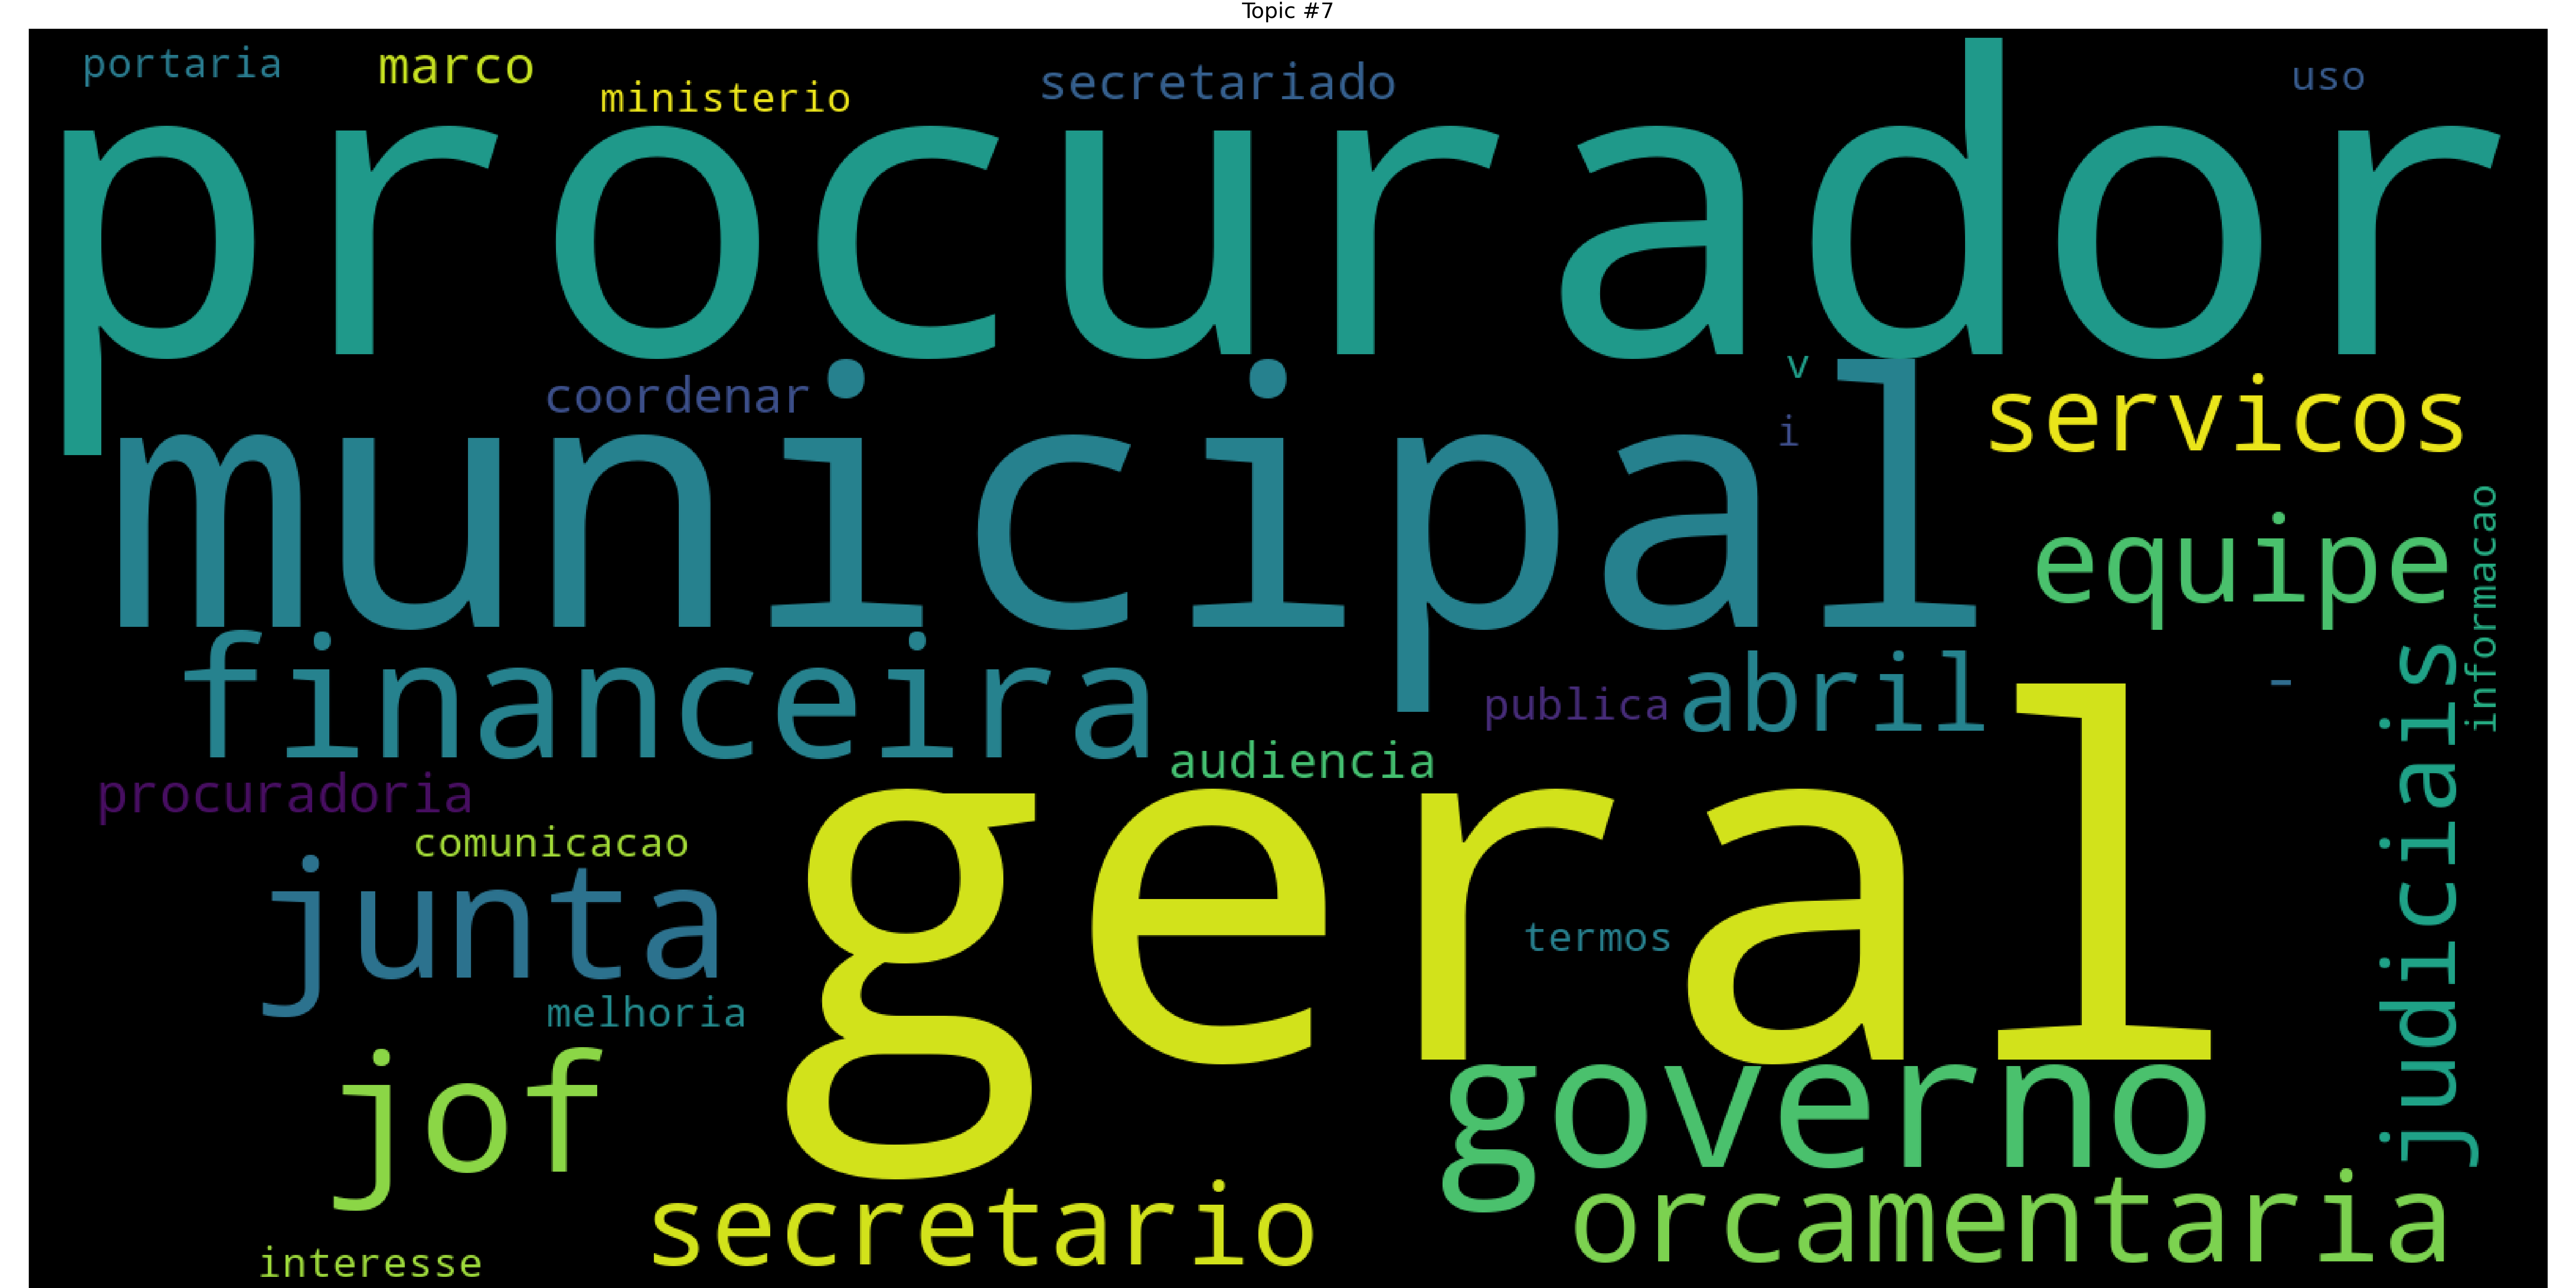 Topic #7
portaria
marco
ministerio
secretariado
uso
procurador
coordenar
v
i
servicos
municipal
equipe
informacao
financeira
publica
abril
-
judiciais
audiencia
procuradoria
comunicacao
junta
geral
termos
melhoria
jof
governo
secretario
orcamentaria
interesse